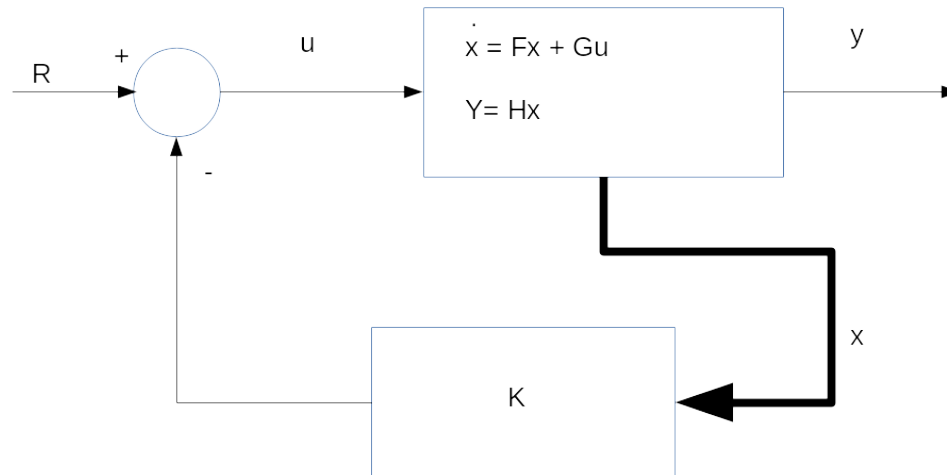 R
+
u
ẋ = Fx + Gu
Y= Hx
y
-
x
K